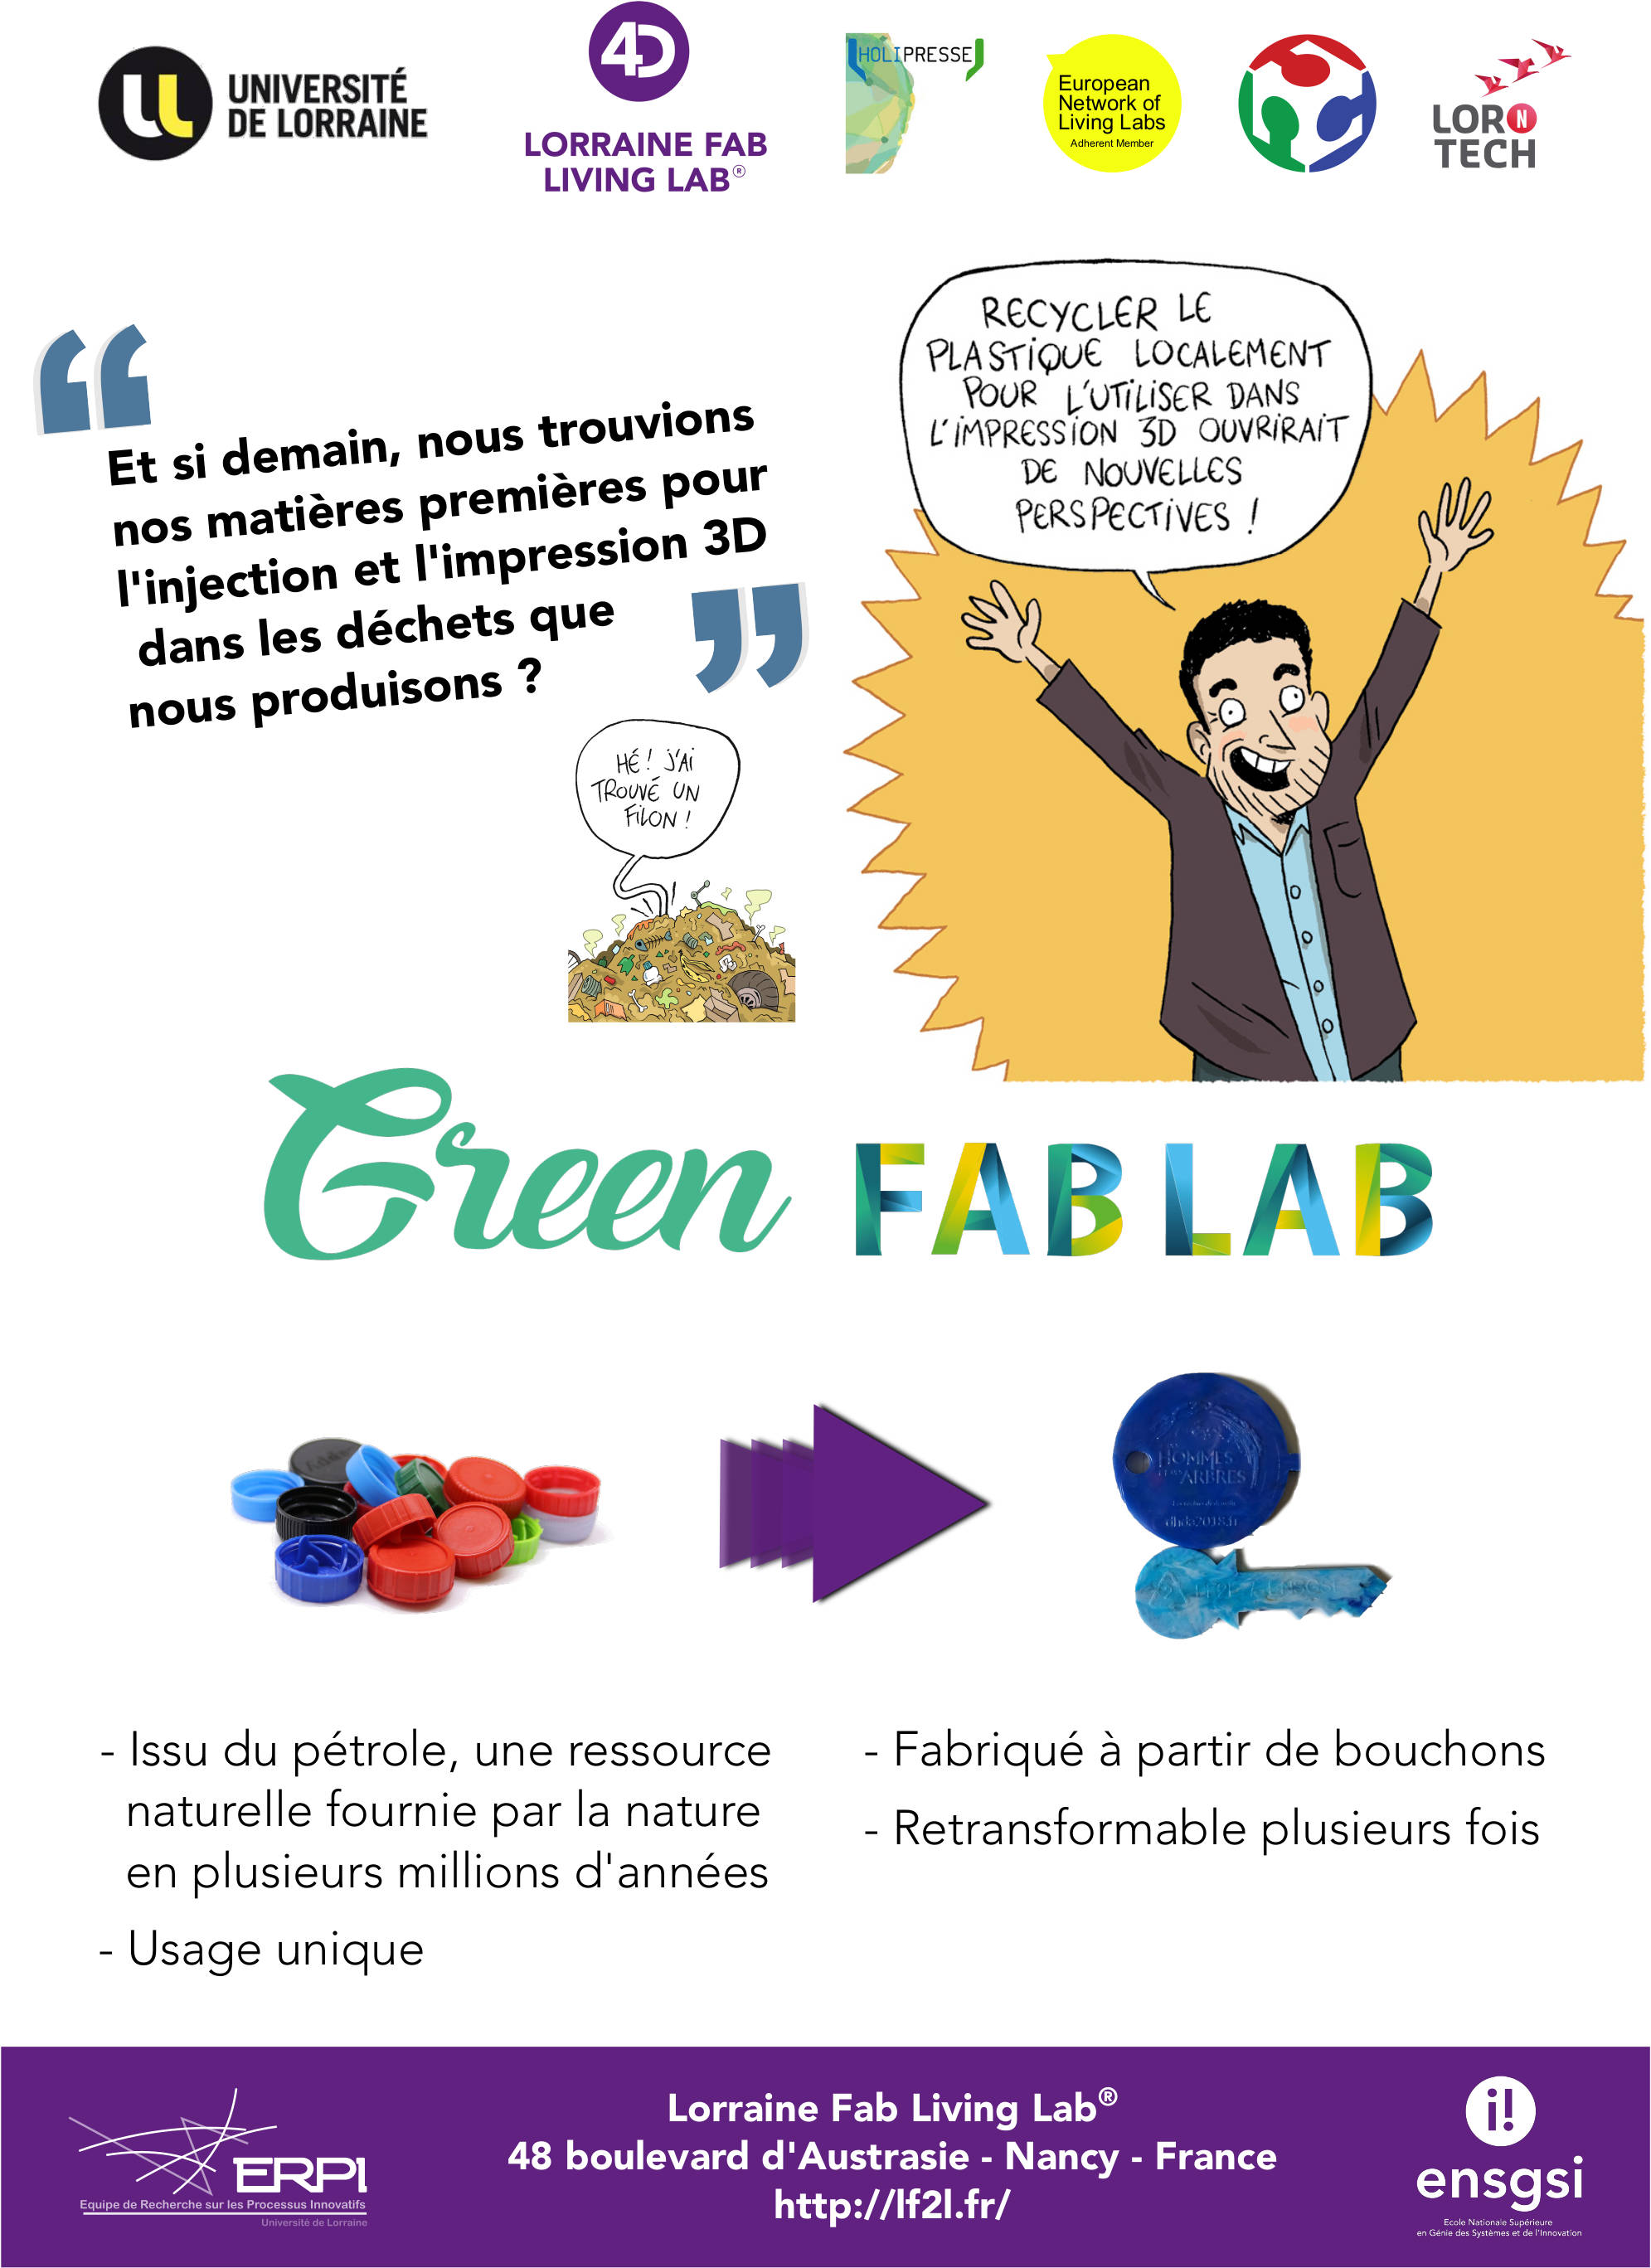 UNIVERSITÉ
DE LORRAINE
4D
LORRAINE FAB
LIVING LAB®
HOLIPRESSE
European
Network of
Living Labs
Adherent Member
LOR N
TECH
Et si demain, nous trouvions
nos matières premières pour
l'injection et l'impression 3D
dans les déchets que
nous produisons ?
RECYCLER LE
PLASTIQUE LOCALEMENT
POUR L'UTILISER DANS
L'IMPRESSION 3D OUVRIRAIT
DE NOUVELLES
PERSPECTIVES !
HÉ ! J'AI
TROUVÉ UN
FILON !
Green FAB LAB
HOMMES
ARBRES
- Issu du pétrole, une ressource
naturelle fournie par la nature
en plusieurs millions d'années
- Usage unique
- Fabriqué à partir de bouchons
- Retransformable plusieurs fois
ERPI
Equipe de Recherche sur les Processus Innovatifs
Université de Lorraine
Lorraine Fab Living Lab®
48 boulevard d'Austrasie - Nancy - France
http://lf2l.fr/
i!
ensgsi
Ecole Nationale Supérieure
en Génie des Systèmes et de l'Innovation